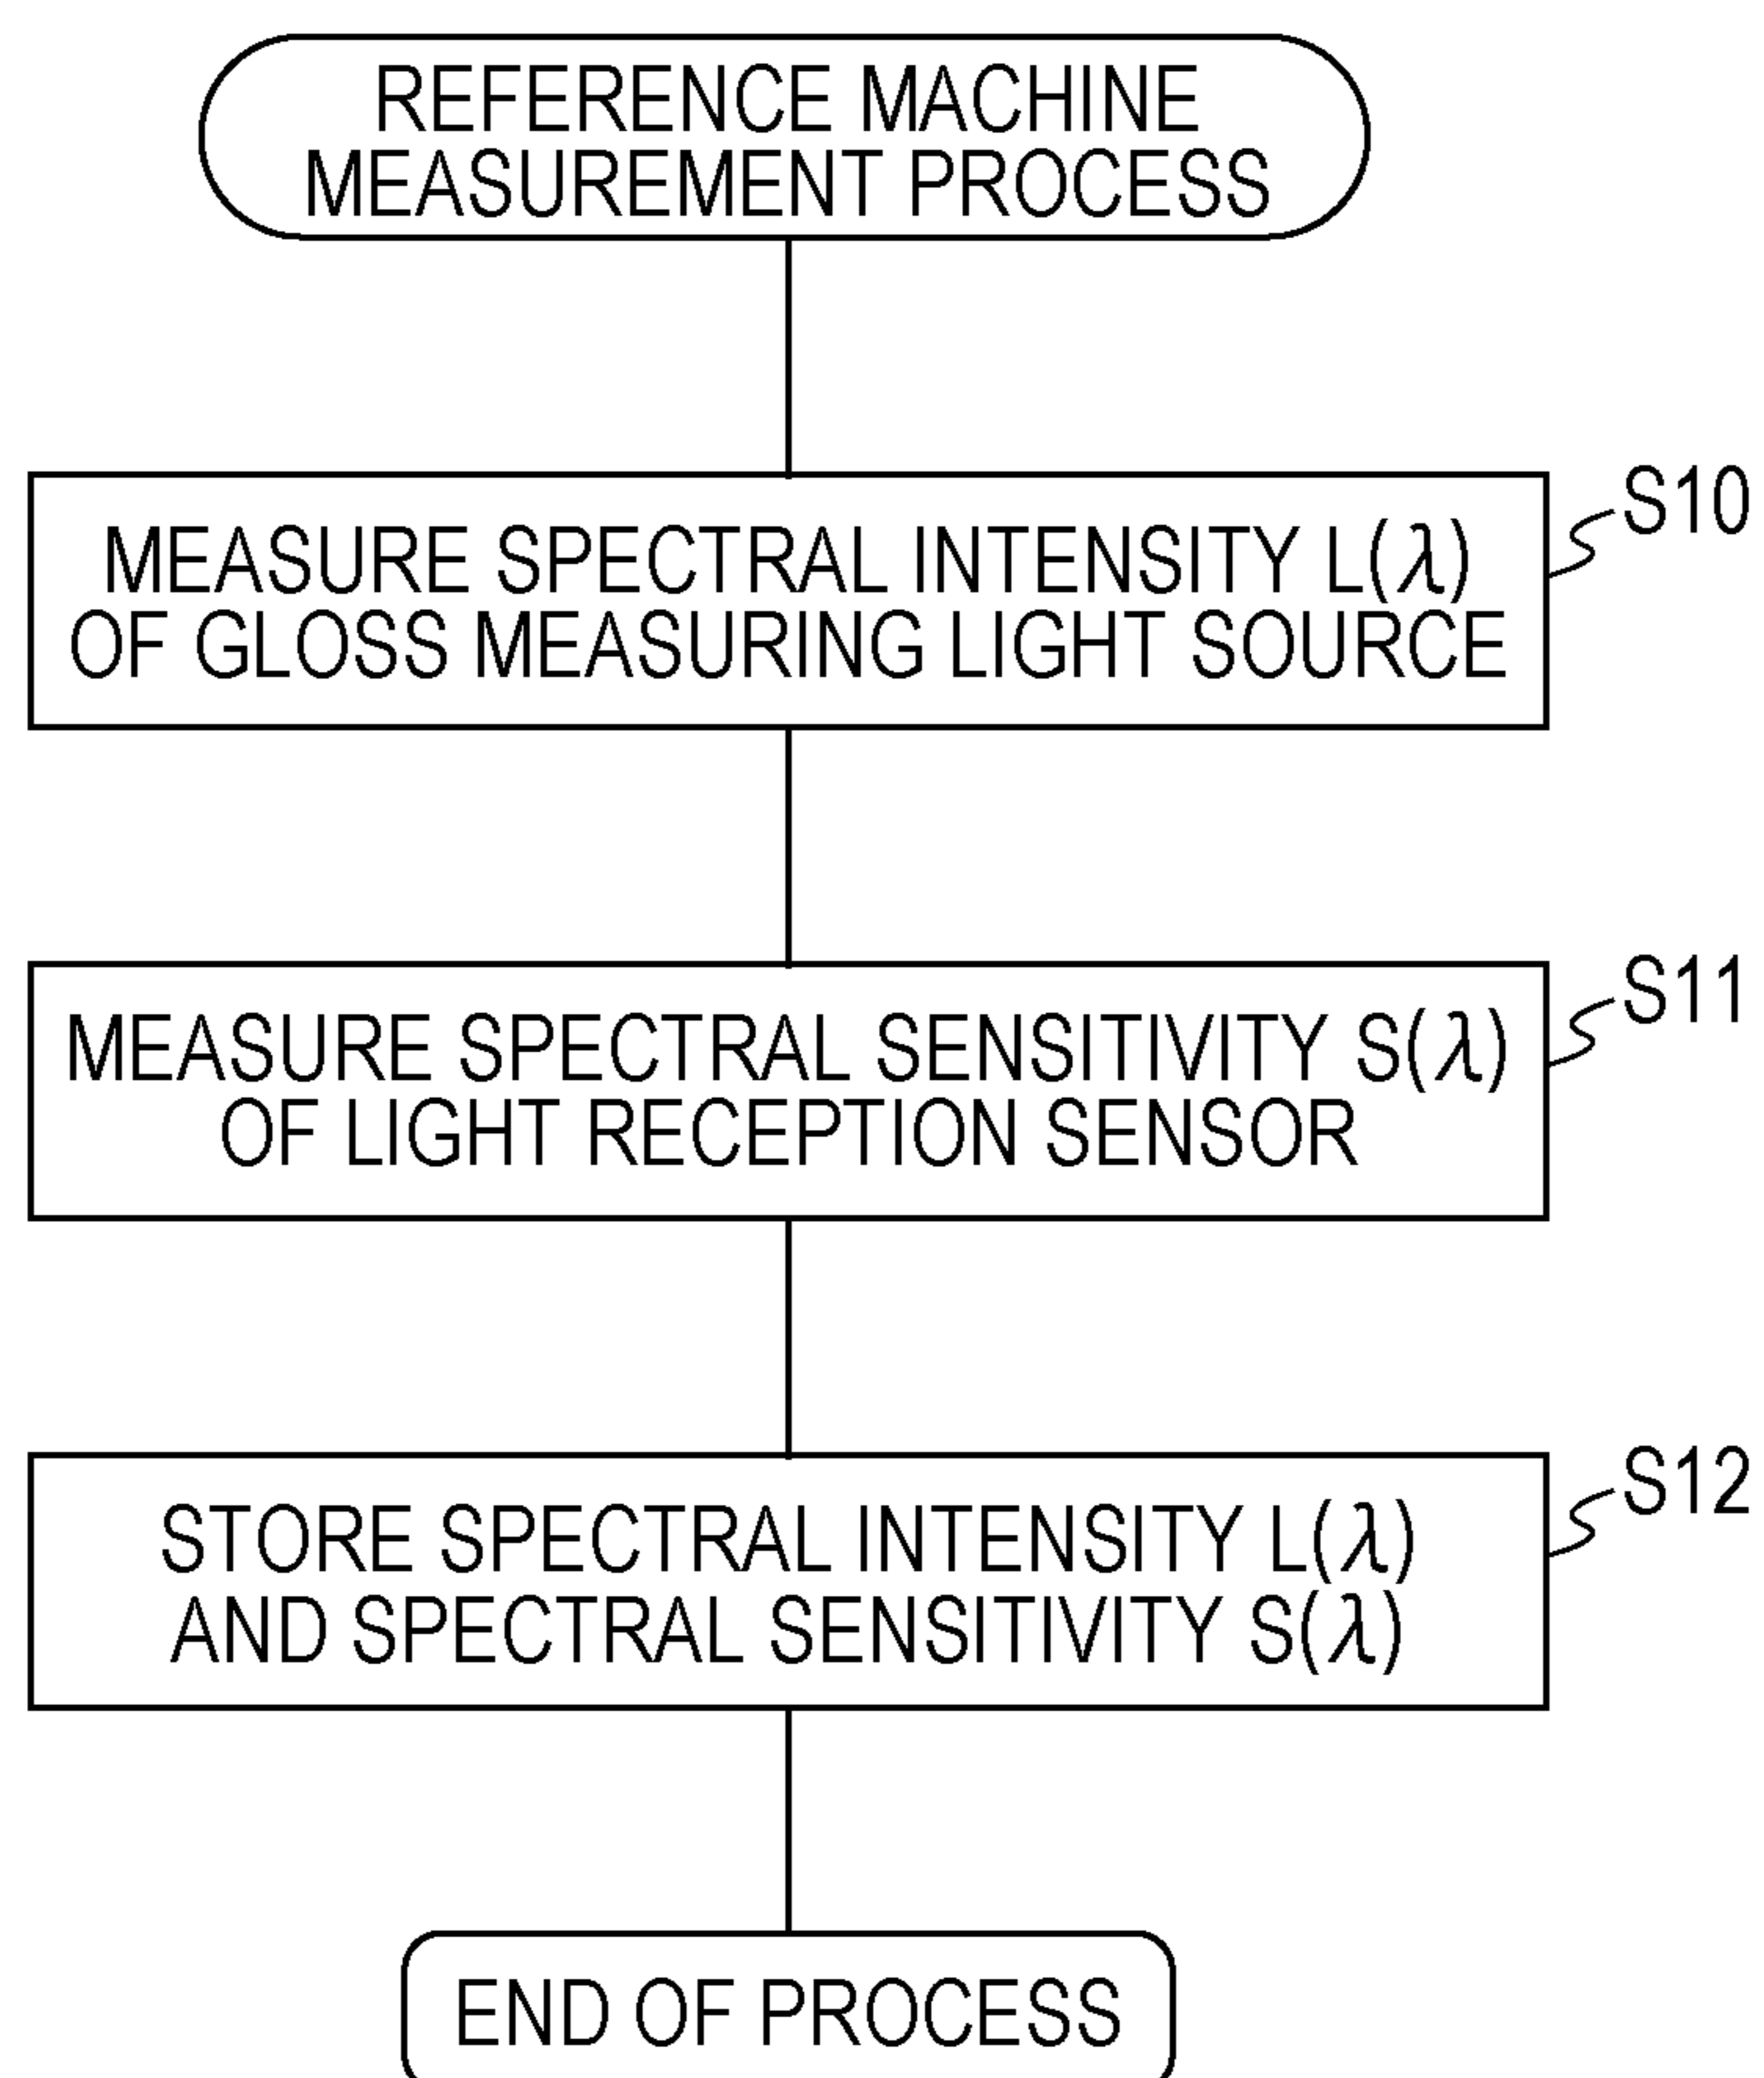 REFERENCE MACHINE
MEASUREMENT PROCESS
S10
MEASURE SPECTRAL INTENSITY L(λ)
OF GLOSS MEASURING LIGHT SOURCE
S11
MEASURE SPECTRAL SENSITIVITY S(λ)
OF LIGHT RECEPTION SENSOR
S12
STORE SPECTRAL INTENSITY L(λ)
AND SPECTRAL SENSITIVITY S(λ)
END OF PROCESS